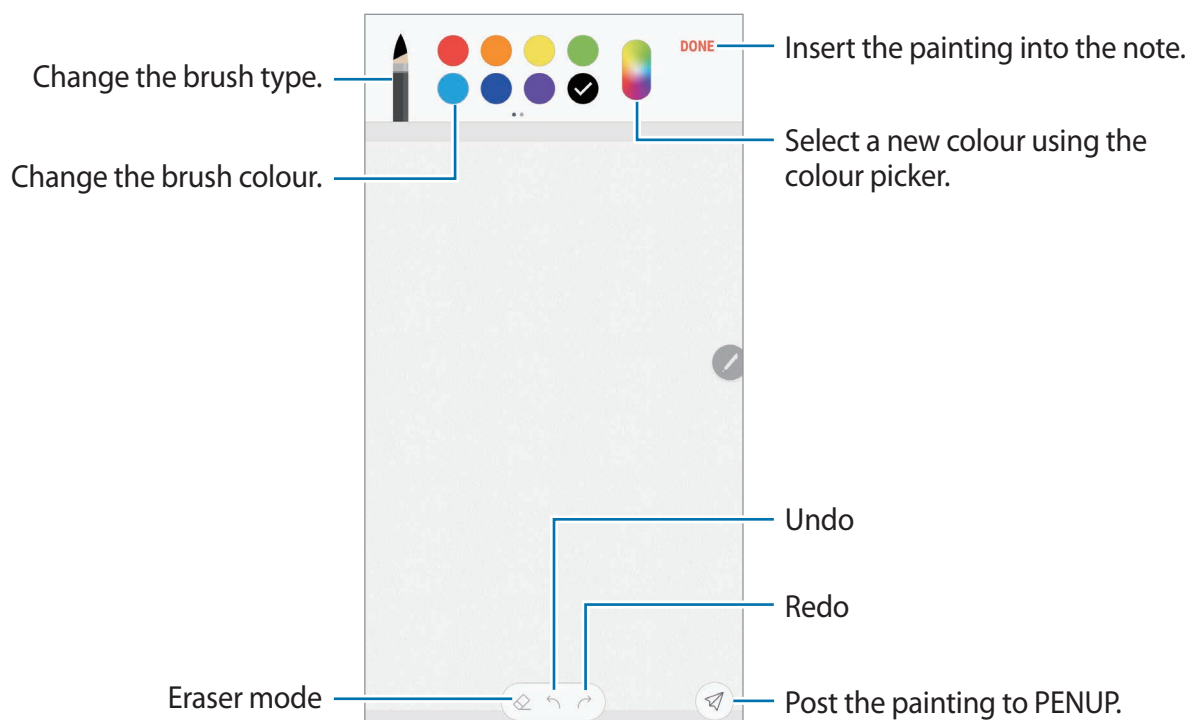 DONE
Insert the painting into the note.
Change the brush type.
Select a new colour using the
colour picker.
Change the brush colour.
Undo
Redo
Eraser mode
Post the painting to PENUP.